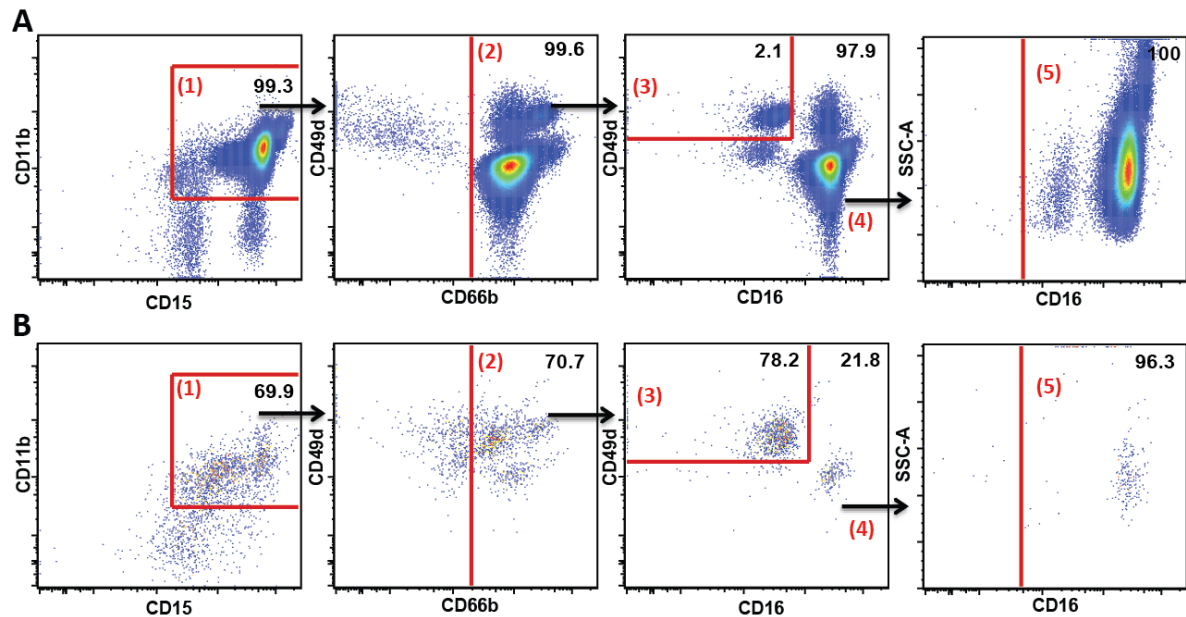 A
(1)
99.3
CD11b
CD15
(2)
99.6
CD49d
CD66b
(3)
2.1
97.9
CD49d
(4)
CD16
(5)
100
SSC-A
CD16
B
(1)
69.9
CD11b
CD15
(2)
70.7
CD49d
CD66b
(3)
78.2
21.8
CD49d
(4)
CD16
(5)
96.3
SSC-A
CD16